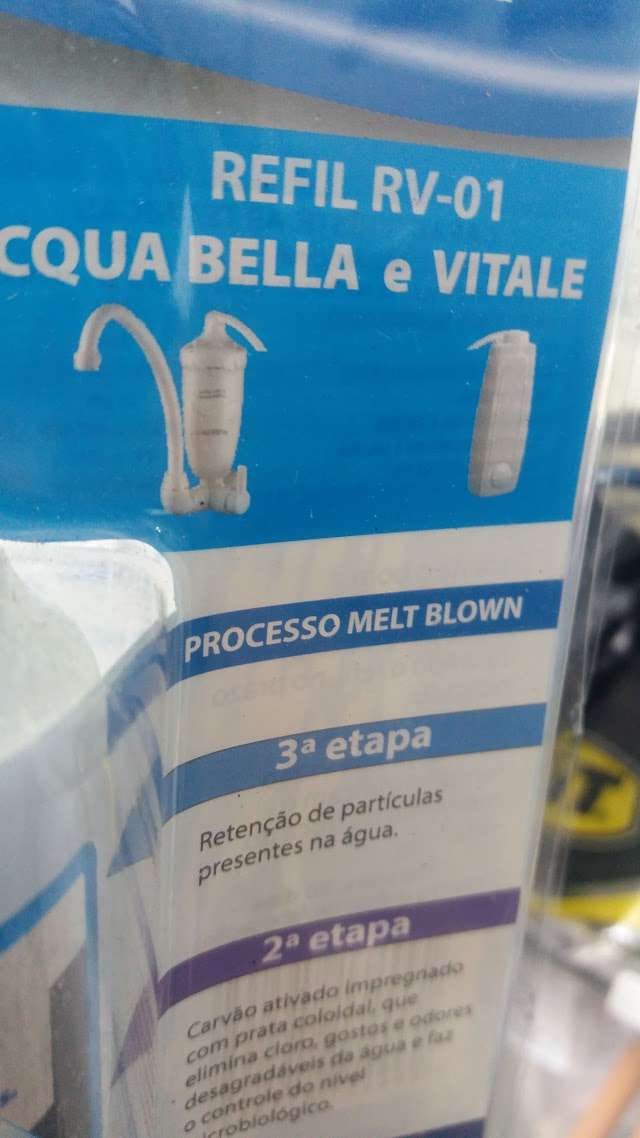 REFIL RV-01
CQUA BELLA e VITALE
PROCESSO MELT BLOWN
3ª etapa
Retenção de partículas
presentes na água.
2ª etapa
Carvão ativado impregnado
com prata coloidal, que
elimina cloro, gostos e odores
desagradáveis da água e faz
o controle do nível
icrobiológico.